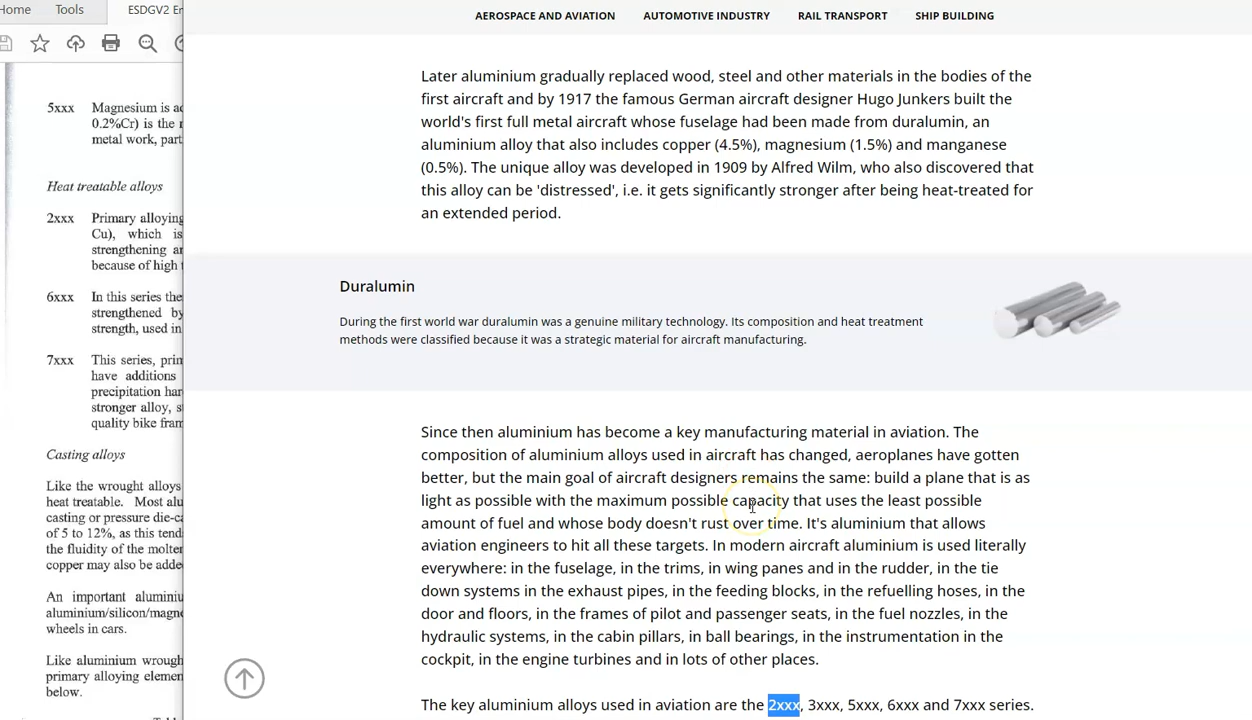 Home Tools ESDGV2 En
AEROSPACE AND AVIATION AUTOMOTIVE INDUSTRY RAIL TRANSPORT SHIP BUILDING
5xxx Magnesium is ad
0.2%Cr) is the m
metal work, part
Heat treatable alloys
2xxx Primary alloying
Cu), which is
strengthening an
because of high
6xxx In this series the
strengthened by
strength, used in
7xxx This series, prin
have additions
precipitation har
stronger alloy, s
quality bike fram
Casting alloys
Like the wrought alloys
heat treatable. Most alu
casting or pressure die-ca
of 5 to 12%, as this tend
the fluidity of the molten
copper may also be adde
An important aluminiu
aluminium/silicon/magne
wheels in cars.
Like aluminium wrough
primary alloying elemen
below.
Later aluminium gradually replaced wood, steel and other materials in the bodies of the
first aircraft and by 1917 the famous German aircraft designer Hugo Junkers built the
world's first full metal aircraft whose fuselage had been made from duralumin, an
aluminium alloy that also includes copper (4.5%), magnesium (1.5%) and manganese
(0.5%). The unique alloy was developed in 1909 by Alfred Wilm, who also discovered that
this alloy can be 'distressed', i.e. it gets significantly stronger after being heat-treated for
an extended period.
Duralumin
During the first world war duralumin was a genuine military technology. Its composition and heat treatment
methods were classified because it was a strategic material for aircraft manufacturing.
Since then aluminium has become a key manufacturing material in aviation. The
composition of aluminium alloys used in aircraft has changed, aeroplanes have gotten
better, but the main goal of aircraft designers remains the same: build a plane that is as
light as possible with the maximum possible capacity that uses the least possible
amount of fuel and whose body doesn't rust over time. It's aluminium that allows
aviation engineers to hit all these targets. In modern aircraft aluminium is used literally
everywhere: in the fuselage, in the trims, in wing panes and in the rudder, in the tie
down systems in the exhaust pipes, in the feeding blocks, in the refuelling hoses, in the
door and floors, in the frames of pilot and passenger seats, in the fuel nozzles, in the
hydraulic systems, in the cabin pillars, in ball bearings, in the instrumentation in the
cockpit, in the engine turbines and in lots of other places.
The key aluminium alloys used in aviation are the 2xxx, 3xxx, 5xxx, 6xxx and 7xxx series.